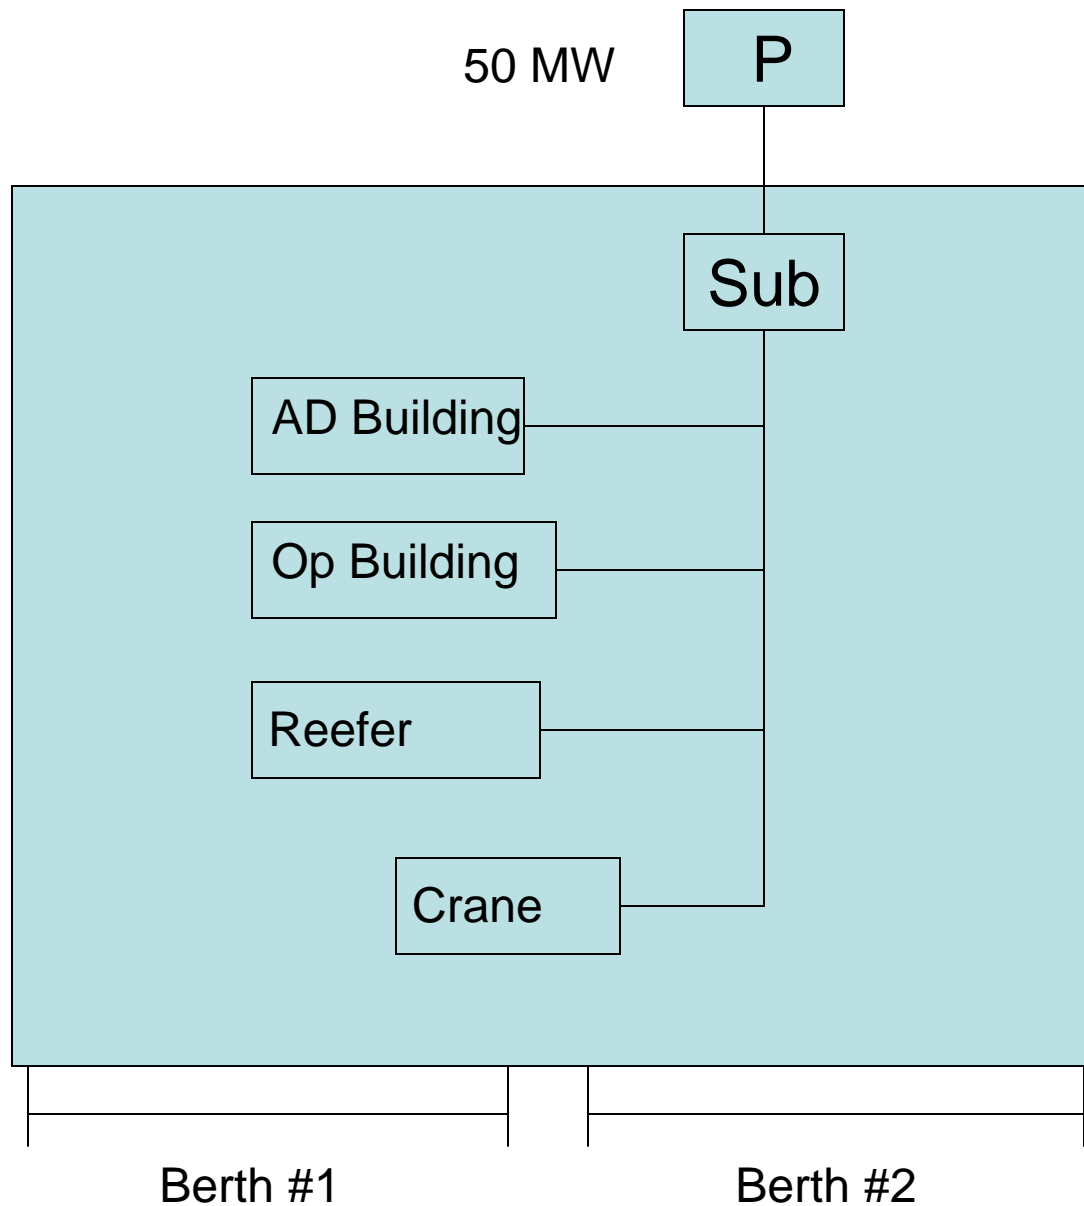 50 MW
P
Sub
AD Building
Op Building
Reefer
Crane
Berth #1
Berth #2